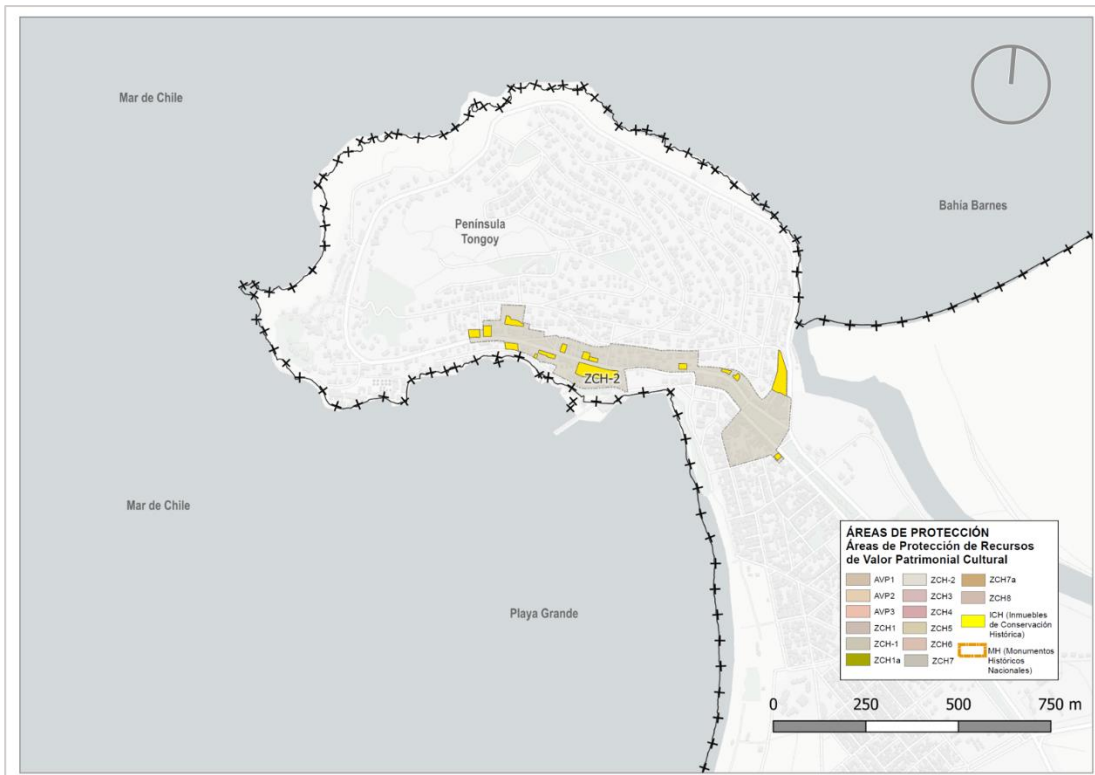 Mar de Chile
Bahía Barnes
Península
Tongoy
ZCH-2
Mar de Chile
Playa Grande
ÁREAS DE PROTECCIÓN
Áreas de Protección de Recursos
de Valor Patrimonial Cultural
AVP1
AVP2
AVP3
ZCH1
ZCH-1
ZCH1a
ZCH-2
ZCH3
ZCH4
ZCH5
ZCH6
ZCH7
ZCH7a
ZCH8
ICH (Inmuebles
de Conservación
Histórica)
MH (Monumentos
Históricos
Nacionales)
0 250 500 750 m